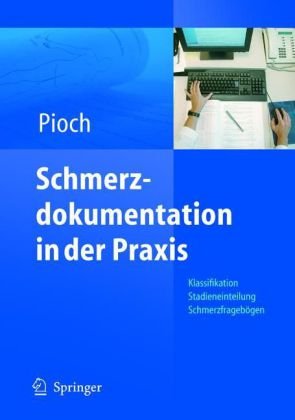 Pioch
Schmerz-
dokumentation
in der Praxis
Klassifikation
Stadieneinteilung
Schmerzfragebögen
Springer